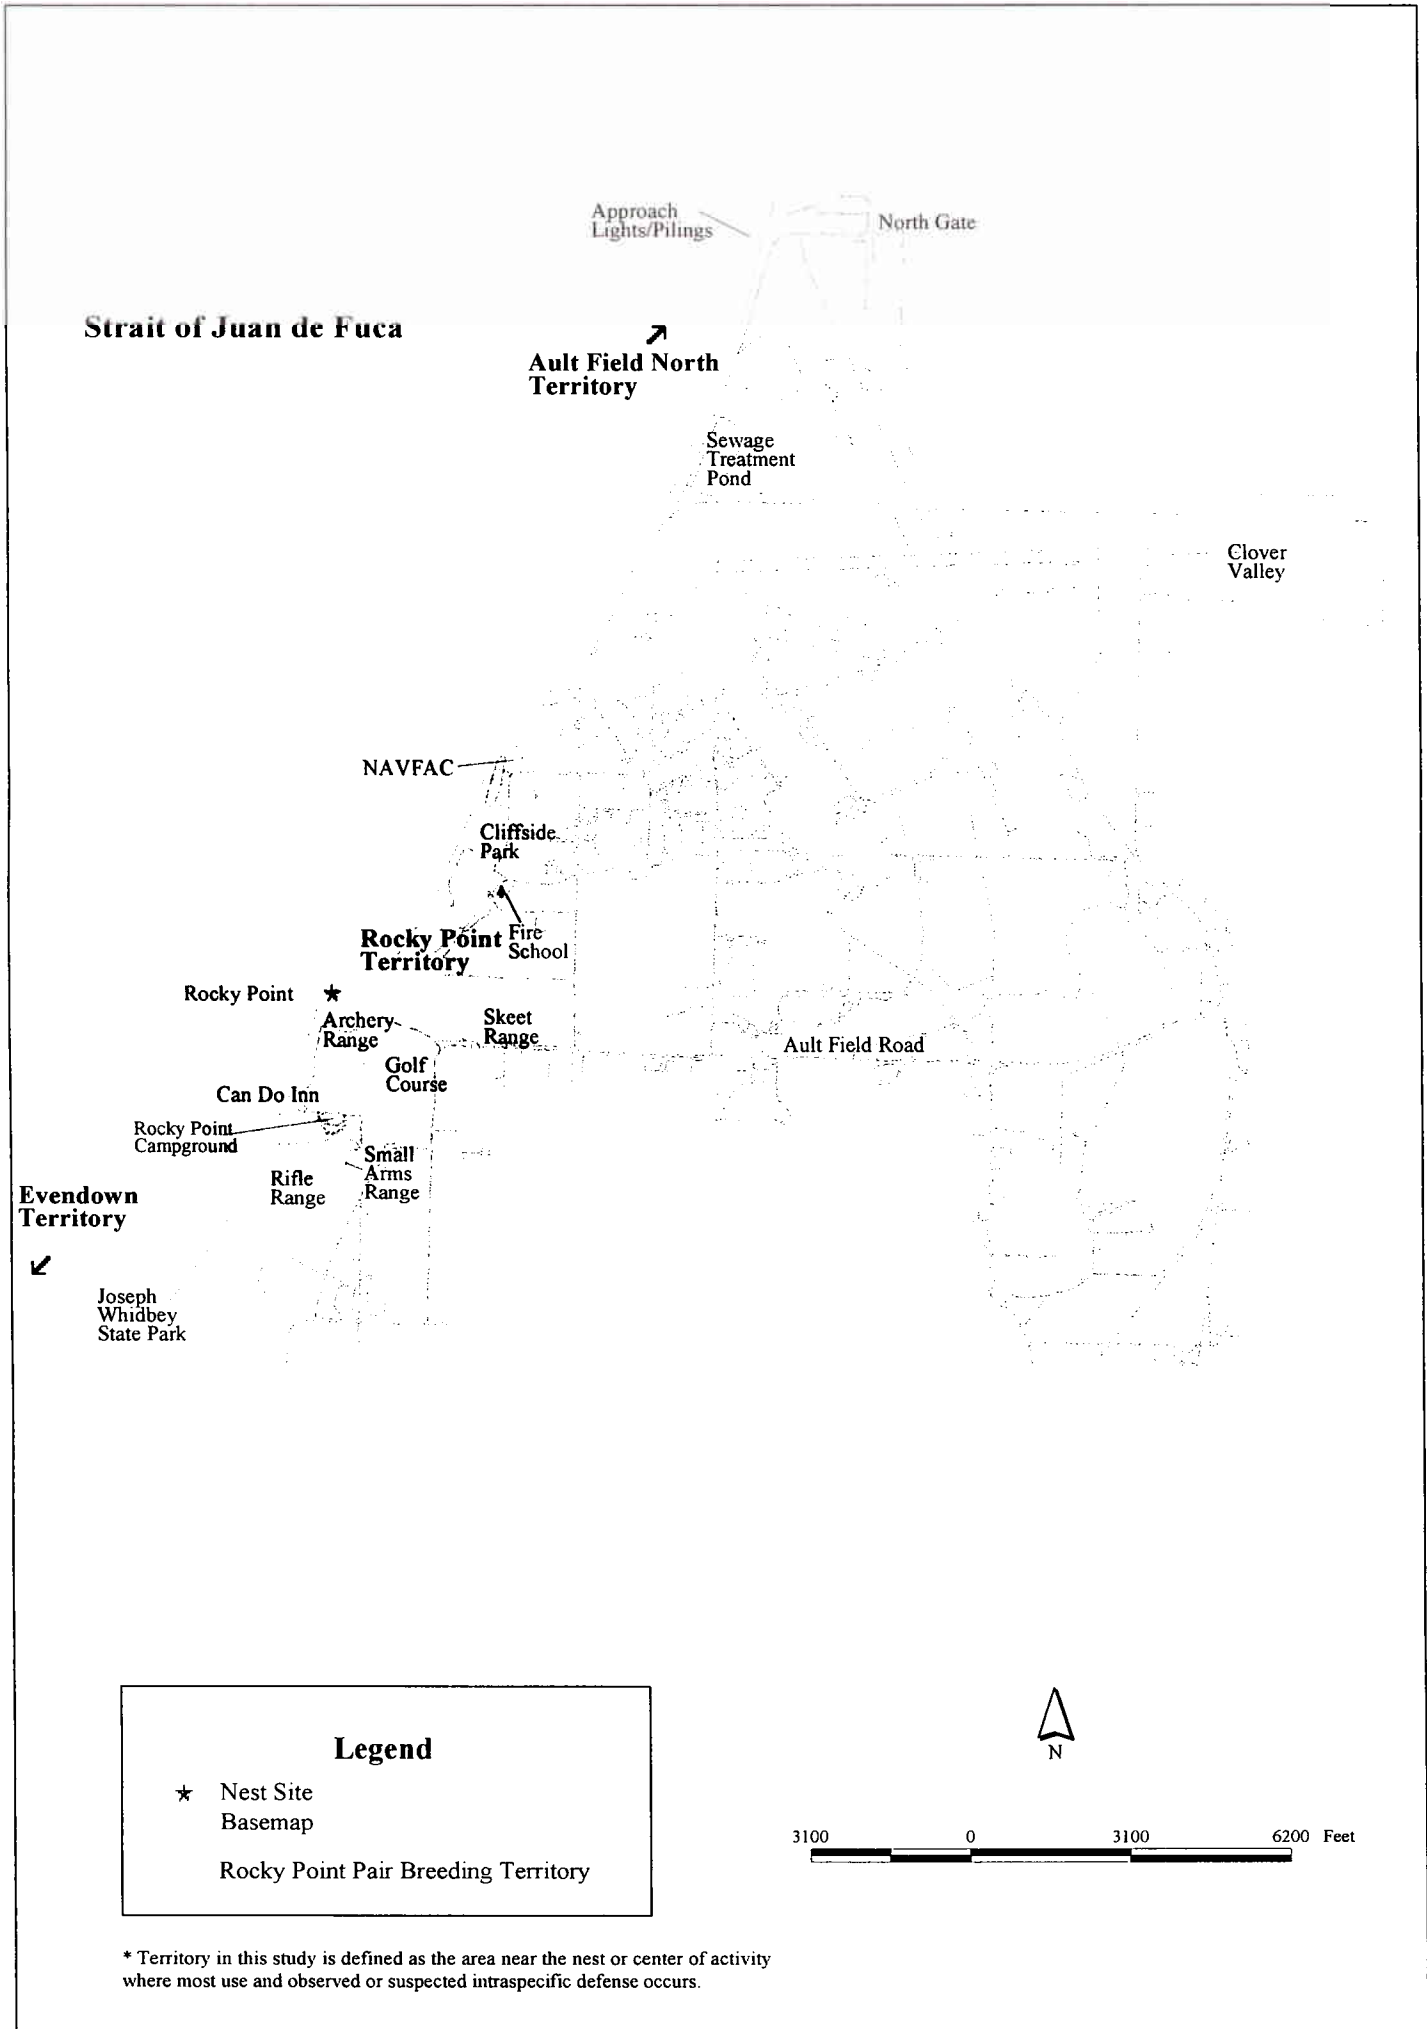 Approach
Lights/Pilings
North Gate
Strait of Juan de Fuca
Ault Field North
Territory
Sewage
Treatment
Pond
Clover
Valley
NAVFAC
Cliffside
Park
Rocky Point
Territory
Fire
School
Rocky Point
Archery
Range
Skeet
Range
Ault Field Road
Golf
Course
Can Do Inn
Rocky Point
Campground
Small
Arms
Range
Rifle
Range
Evendown
Territory
Joseph
Whidbey
State Park
Legend
Nest Site
Basemap
Rocky Point Pair Breeding Territory
N
3100 0 3100 6200 Feet
* Territory in this study is defined as the area near the nest or center of activity
where most use and observed or suspected intraspecific defense occurs.